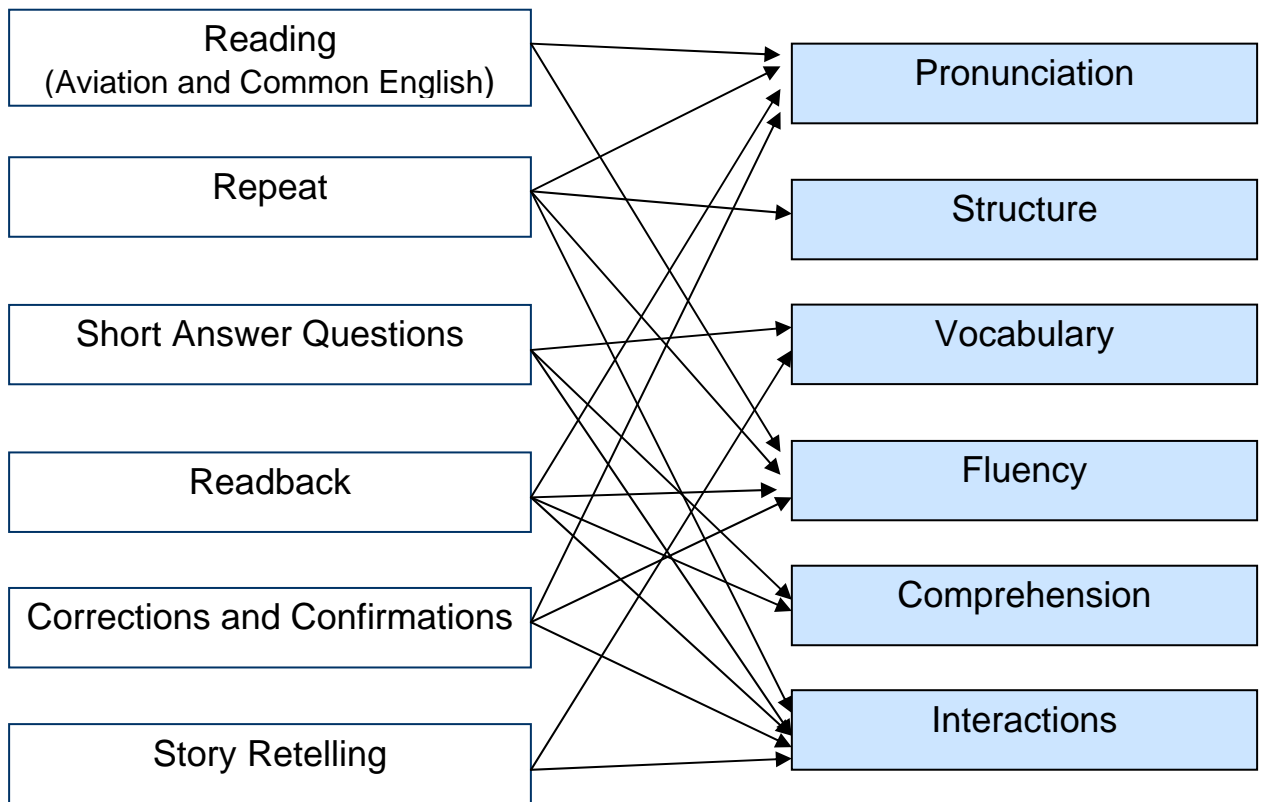 Reading
(Aviation and Common English)
Repeat
Short Answer Questions
Readback
Corrections and Confirmations
Story Retelling
Pronunciation
Structure
Vocabulary
Fluency
Comprehension
Interactions